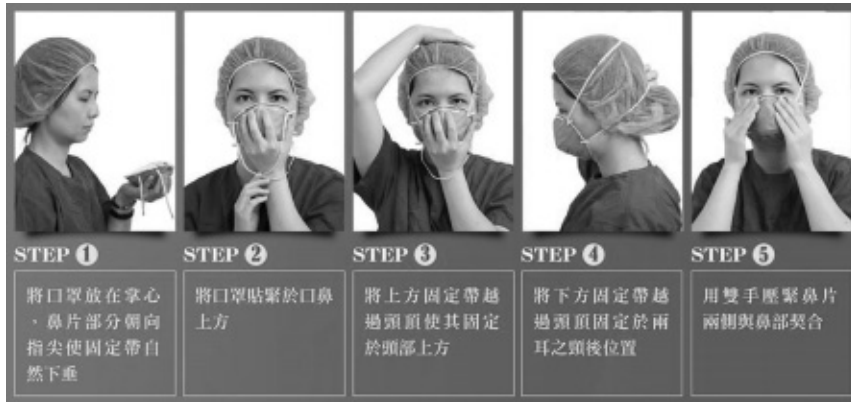 STEP 1
將口罩放在掌心
、鼻片部分朝向
指尖使固定帶自
然下垂
STEP 2
將口罩貼緊於口鼻
上方
STEP 3
將上方固定帶越
過頭頂使其固定
於頭部上方
STEP 4
將下方固定帶越
過頭頂固定於兩
耳之頸後位置
STEP 5
用雙手壓緊鼻片
兩側與鼻部契合